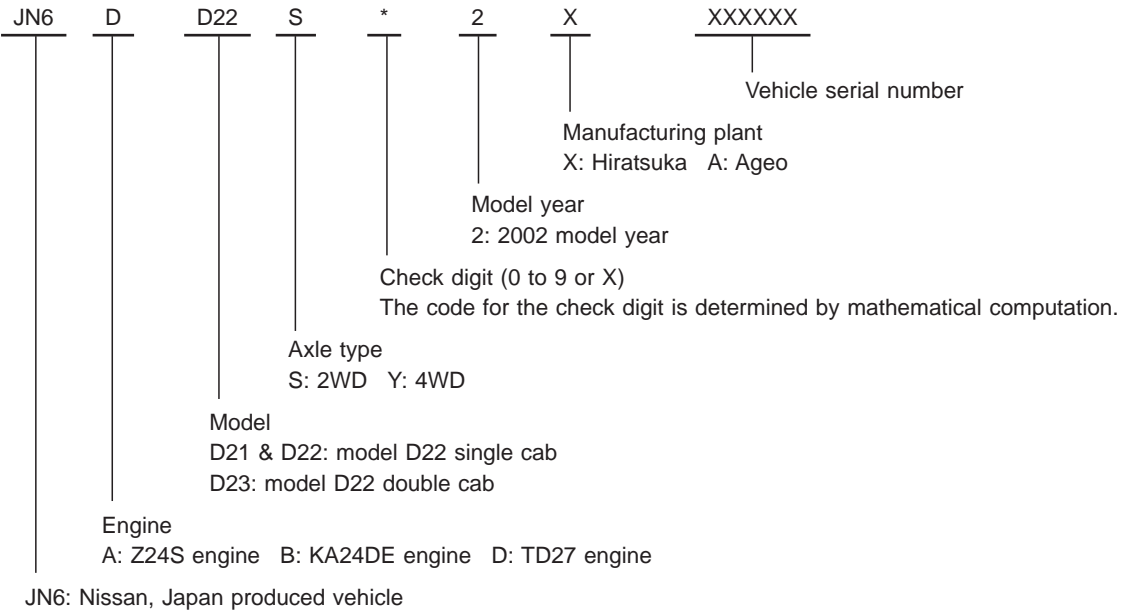 JN6 D D22 S * 2 X XXXXXX
Vehicle serial number
Manufacturing plant
X: Hiratsuka A: Ageo
Model year
2: 2002 model year
Check digit (0 to 9 or X)
The code for the check digit is determined by mathematical computation.
Axle type
S: 2WD Y: 4WD
Model
D21 & D22: model D22 single cab
D23: model D22 double cab
Engine
A: Z24S engine B: KA24DE engine D: TD27 engine
JN6: Nissan, Japan produced vehicle